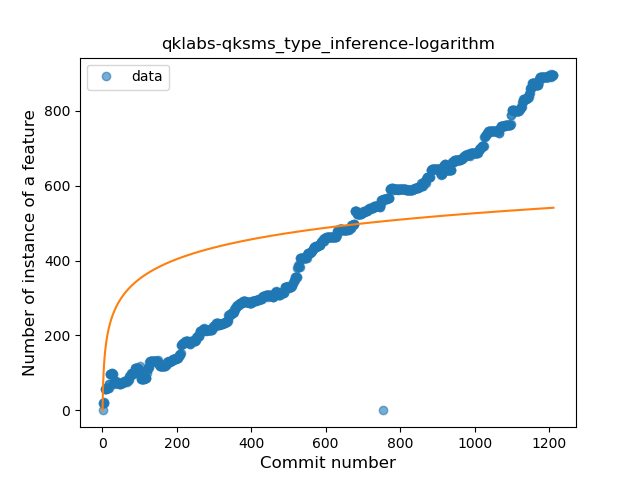 qklabs-qksms_type_inference-logarithm
data
Number of instance of a feature
800
600
400
200
0
0 200 400 600 800 1000 1200
Commit number